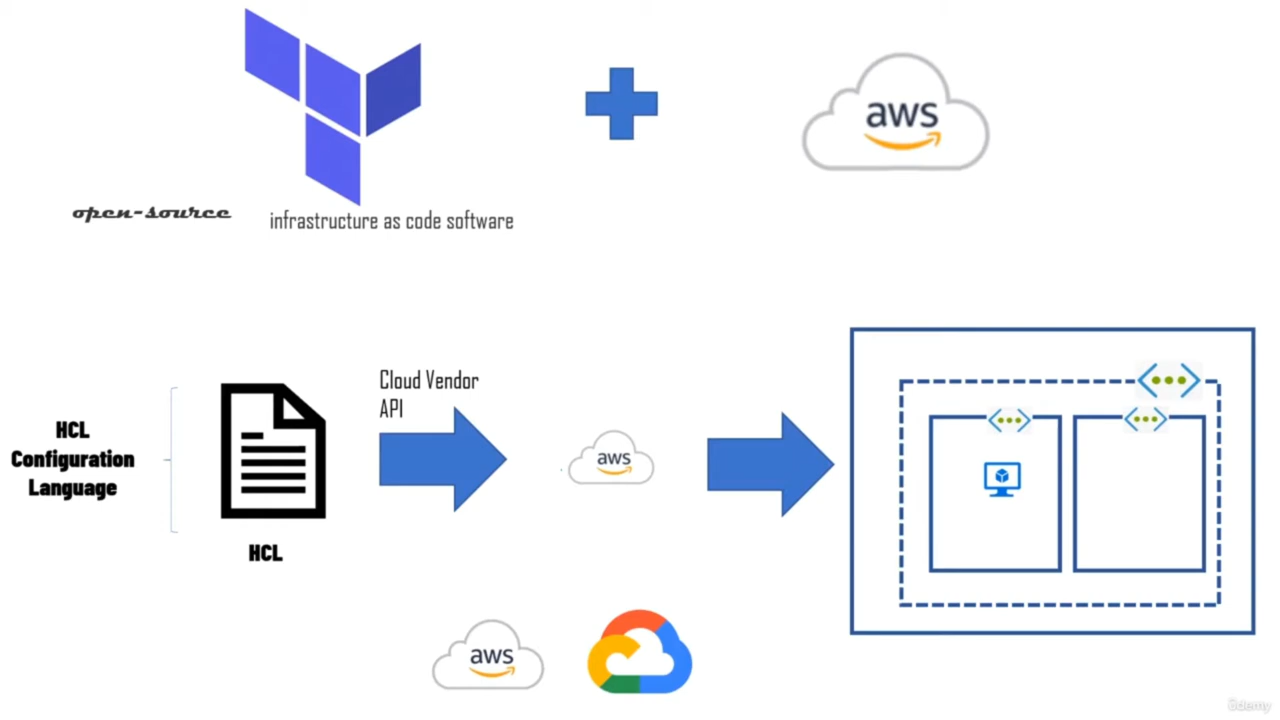 aws
open-source
infrastructure as code software
Cloud Vendor
API
HCL
Configuration
Language
aws
HCL
aws
Udemy